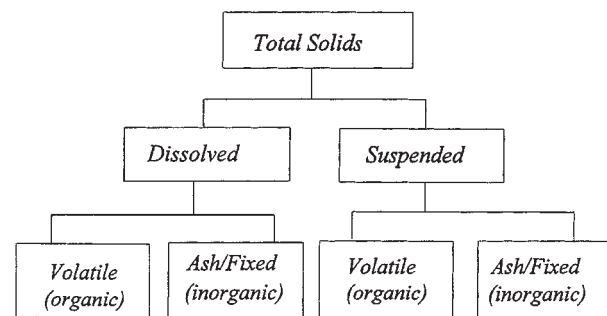 Total Solids
Dissolved
Suspended
Volatile
(organic)
Ash/Fixed
(inorganic)
Volatile
(organic)
Ash/Fixed
(inorganic)